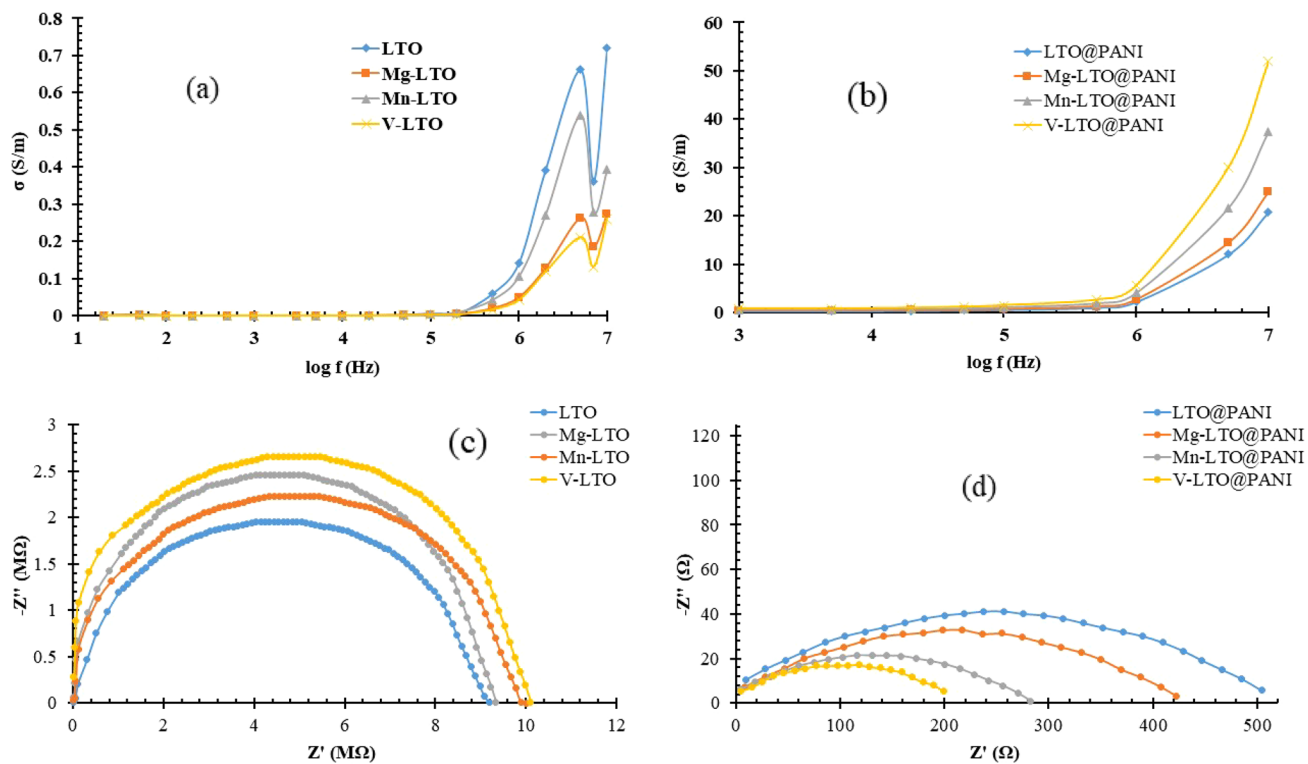 0.8
0.7
0.6
0.5
0.4
0.3
0.2
0.1
0
σ (S/m)
(a)
LTO
Mg-LTO
Mn-LTO
V-LTO
1 2 3 4 5 6 7
log f (Hz)
60
50
40
30
20
10
0
σ (S/m)
(b)
LTO@PANI
Mg-LTO@PANI
Mn-LTO@PANI
V-LTO@PANI
3 4 5 6 7
log f (Hz)
3
2.5
2
1.5
1
0.5
0
-Z" (MΩ)
(c)
LTO
Mg-LTO
Mn-LTO
V-LTO
0 2 4 6 8 10 12
Z' (MΩ)
120
100
80
60
40
20
0
-Z" (Ω)
(d)
LTO@PANI
Mg-LTO@PANI
Mn-LTO@PANI
V-LTO@PANI
0 100 200 300 400 500
Z' (Ω)